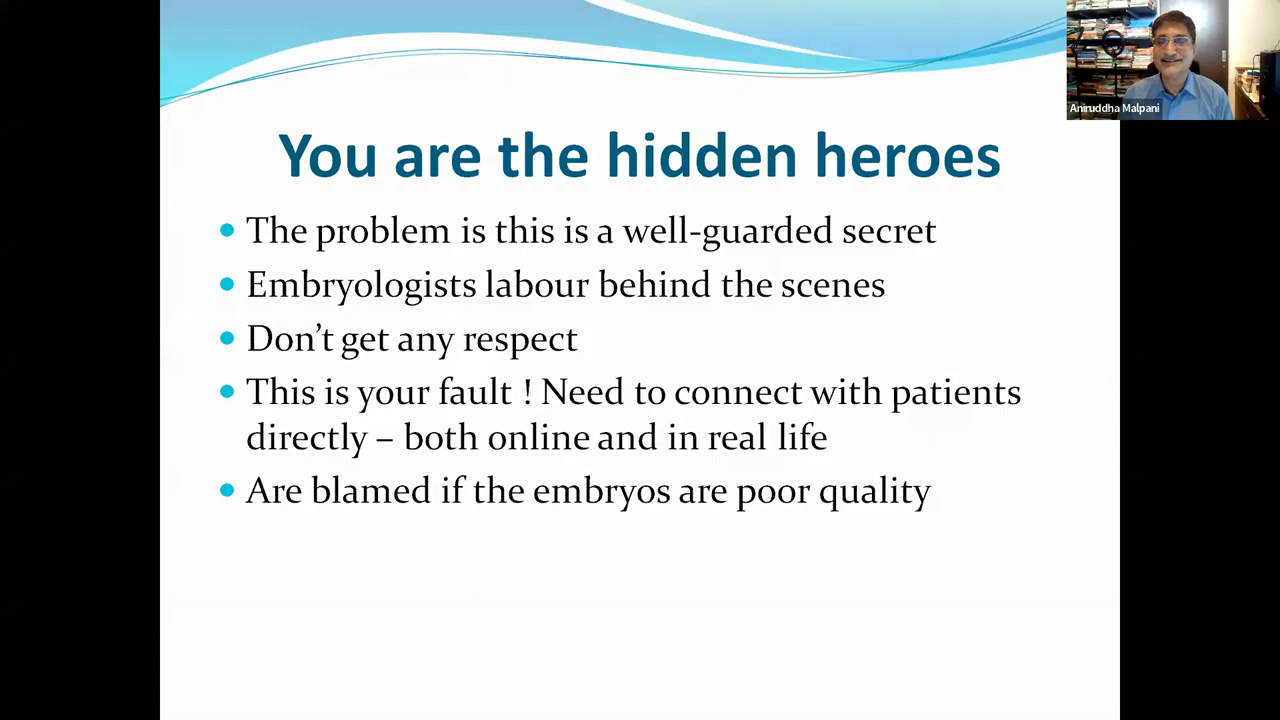 Aniruddha Malpani
You are the hidden heroes
• The problem is this is a well-guarded secret
• Embryologists labour behind the scenes
• Don't get any respect
• This is your fault ! Need to connect with patients
directly – both online and in real life
• Are blamed if the embryos are poor quality